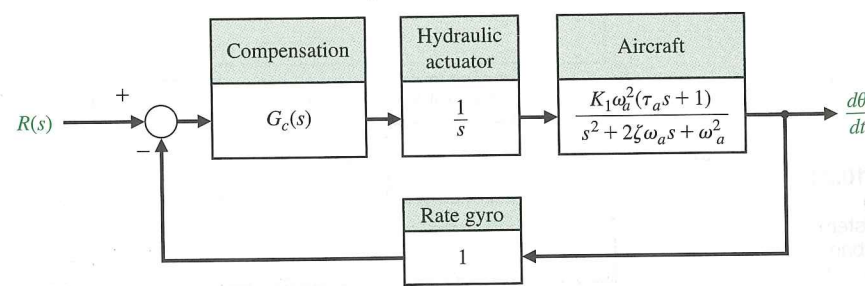 Compensation
G_c(s)
Hydraulic
actuator
1/s
Aircraft
K_1ω_a^2(τ_a s + 1)
s^2 + 2ζω_a s + ω_a^2
R(s)
+
−
dθ
dt
Rate gyro
1